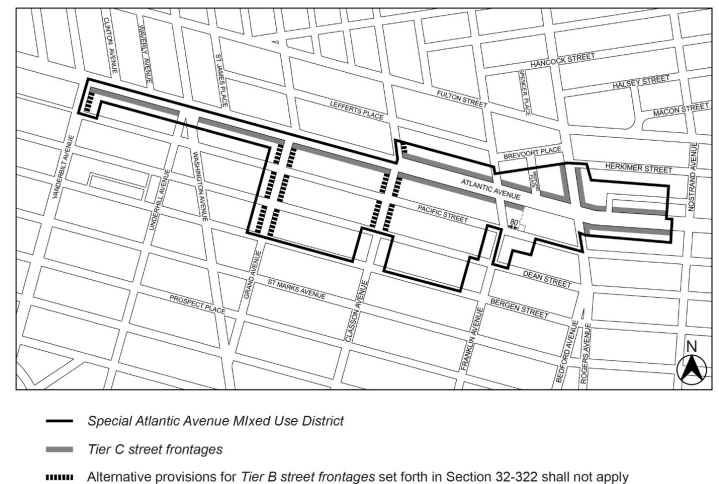 CLINTON AVENUE
WAVERLY AVENUE
ST JAMES PLACE
HANCOCK STREET
SPENCER PLACE
HALSEY STREET
MACON STREET
LEFFERTS PLACE
FULTON STREET
BREVOORT PLACE
HERKIMER STREET
NOSTRAND AVENUE
VANDERBILT AVENUE
UNDERHILL AVENUE
WASHINGTON AVENUE
ATLANTIC AVENUE
PACIFIC STREET
50'
GRAND AVENUE
ST MARKS AVENUE
PROSPECT PLACE
CLASSON AVENUE
FRANKLIN AVENUE
DEAN STREET
BERGEN STREET
BEDFORD AVENUE
ROGERS AVENUE
N
Special Atlantic Avenue MIxed Use District
Tier C street frontages
Alternative provisions for Tier B street frontages set forth in Section 32-322 shall not apply